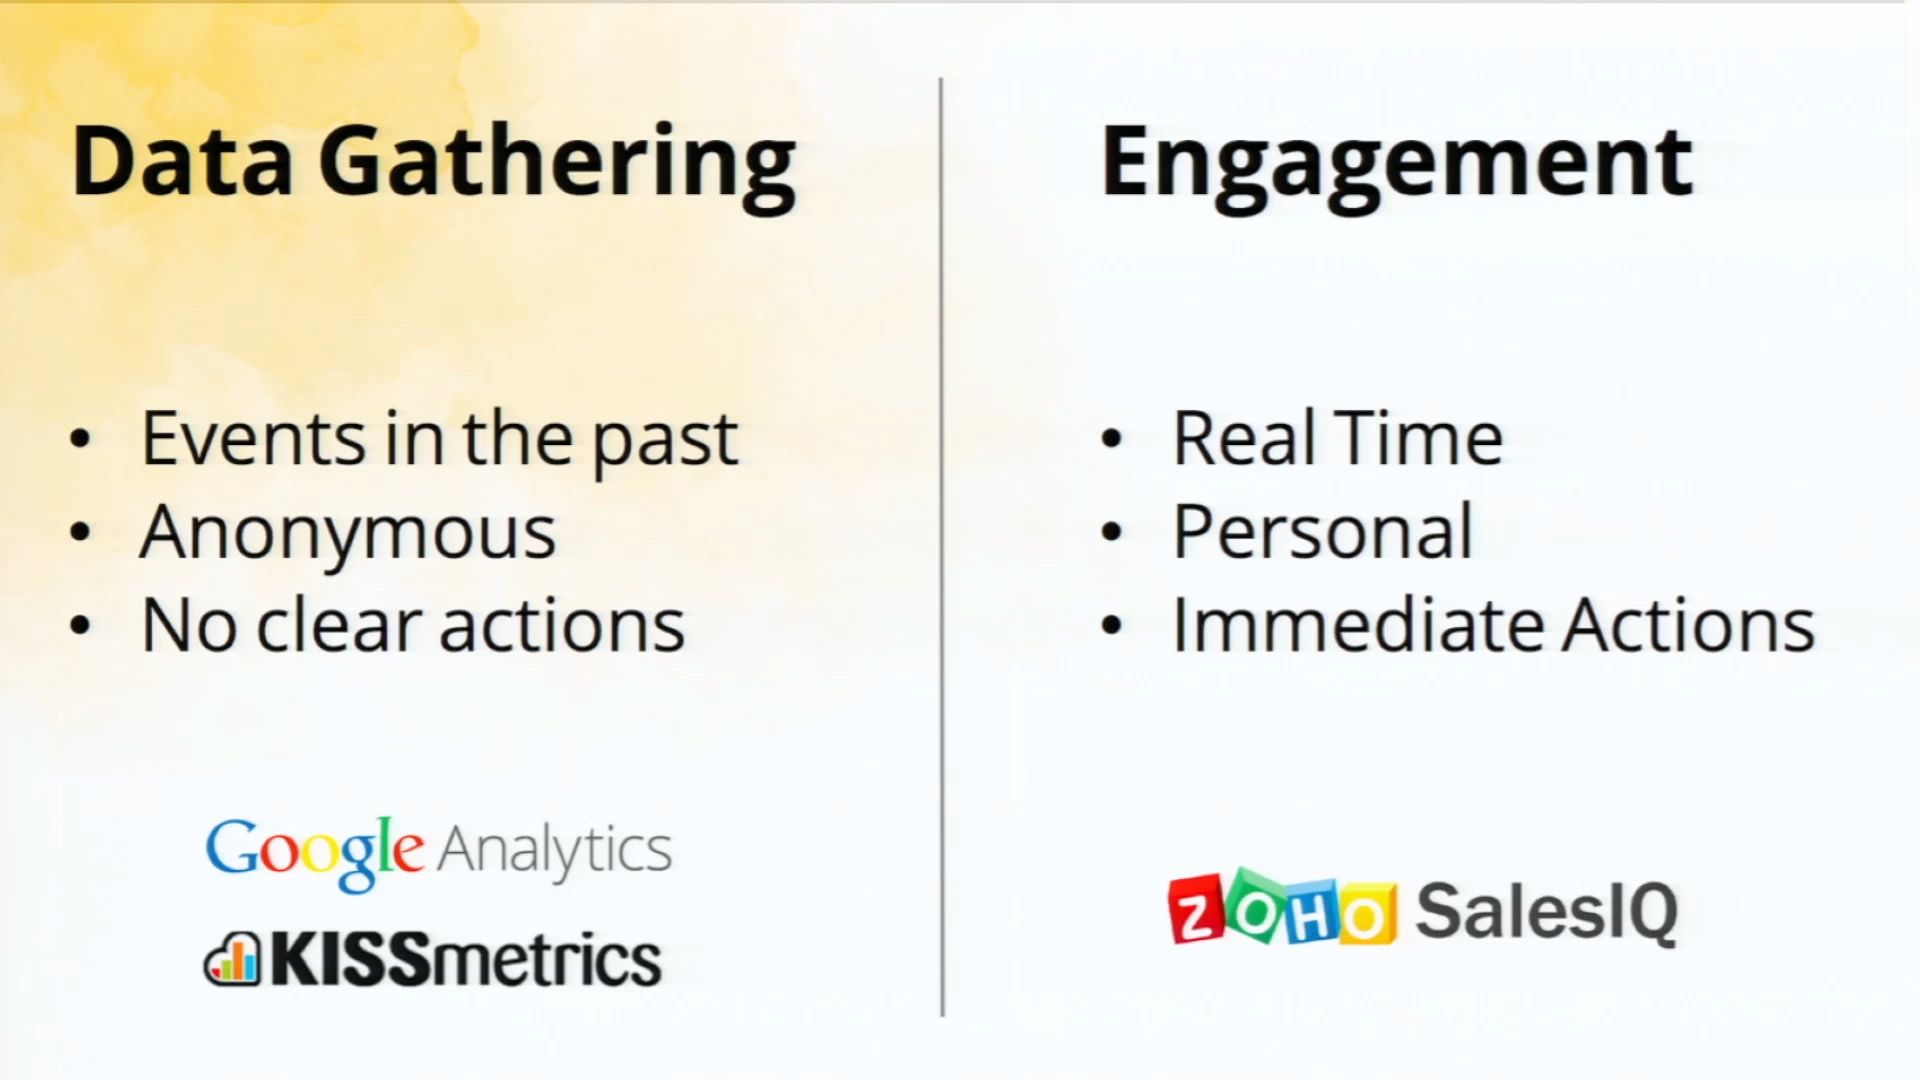 Data Gathering
• Events in the past
• Anonymous
• No clear actions
Google Analytics
KISSmetrics
Engagement
• Real Time
• Personal
• Immediate Actions
ZOHO SalesIQ